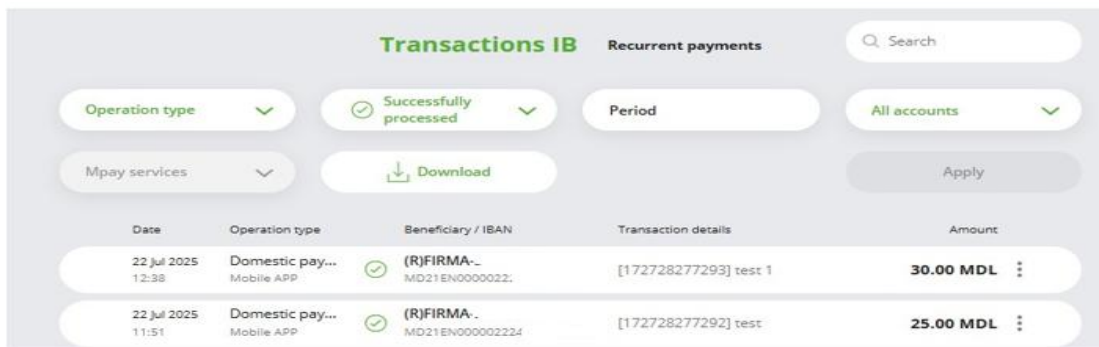 Transactions IB Recurrent payments Search
Operation type Successfully processed Period All accounts
Mpay services Download Apply
Date Operation type Beneficiary / IBAN Transaction details Amount
22 Jul 2025 Domestic pay... (R)FIRMA-.. [172728277293] test 1 30.00 MDL
12:38 Mobile APP MD21EN0000022.
22 Jul 2025 Domestic pay... (R)FIRMA-. [172728277292] test 25.00 MDL
11:51 Mobile APP MD21EN000002224